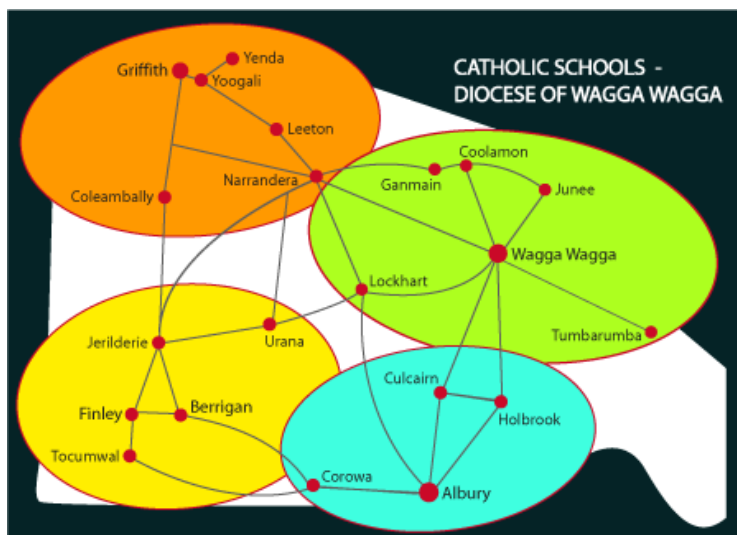 CATHOLIC SCHOOLS -
DIOCESE OF WAGGA WAGGA
Yenda
Griffith
Yoogali
Leeton
Narrandera
Coleambally
Coolamon
Ganmain
Junee
Wagga Wagga
Lockhart
Tumbarumba
Jerilderie
Urana
Finley
Berrigan
Tocumwal
Culcairn
Holbrook
Corowa
Albury